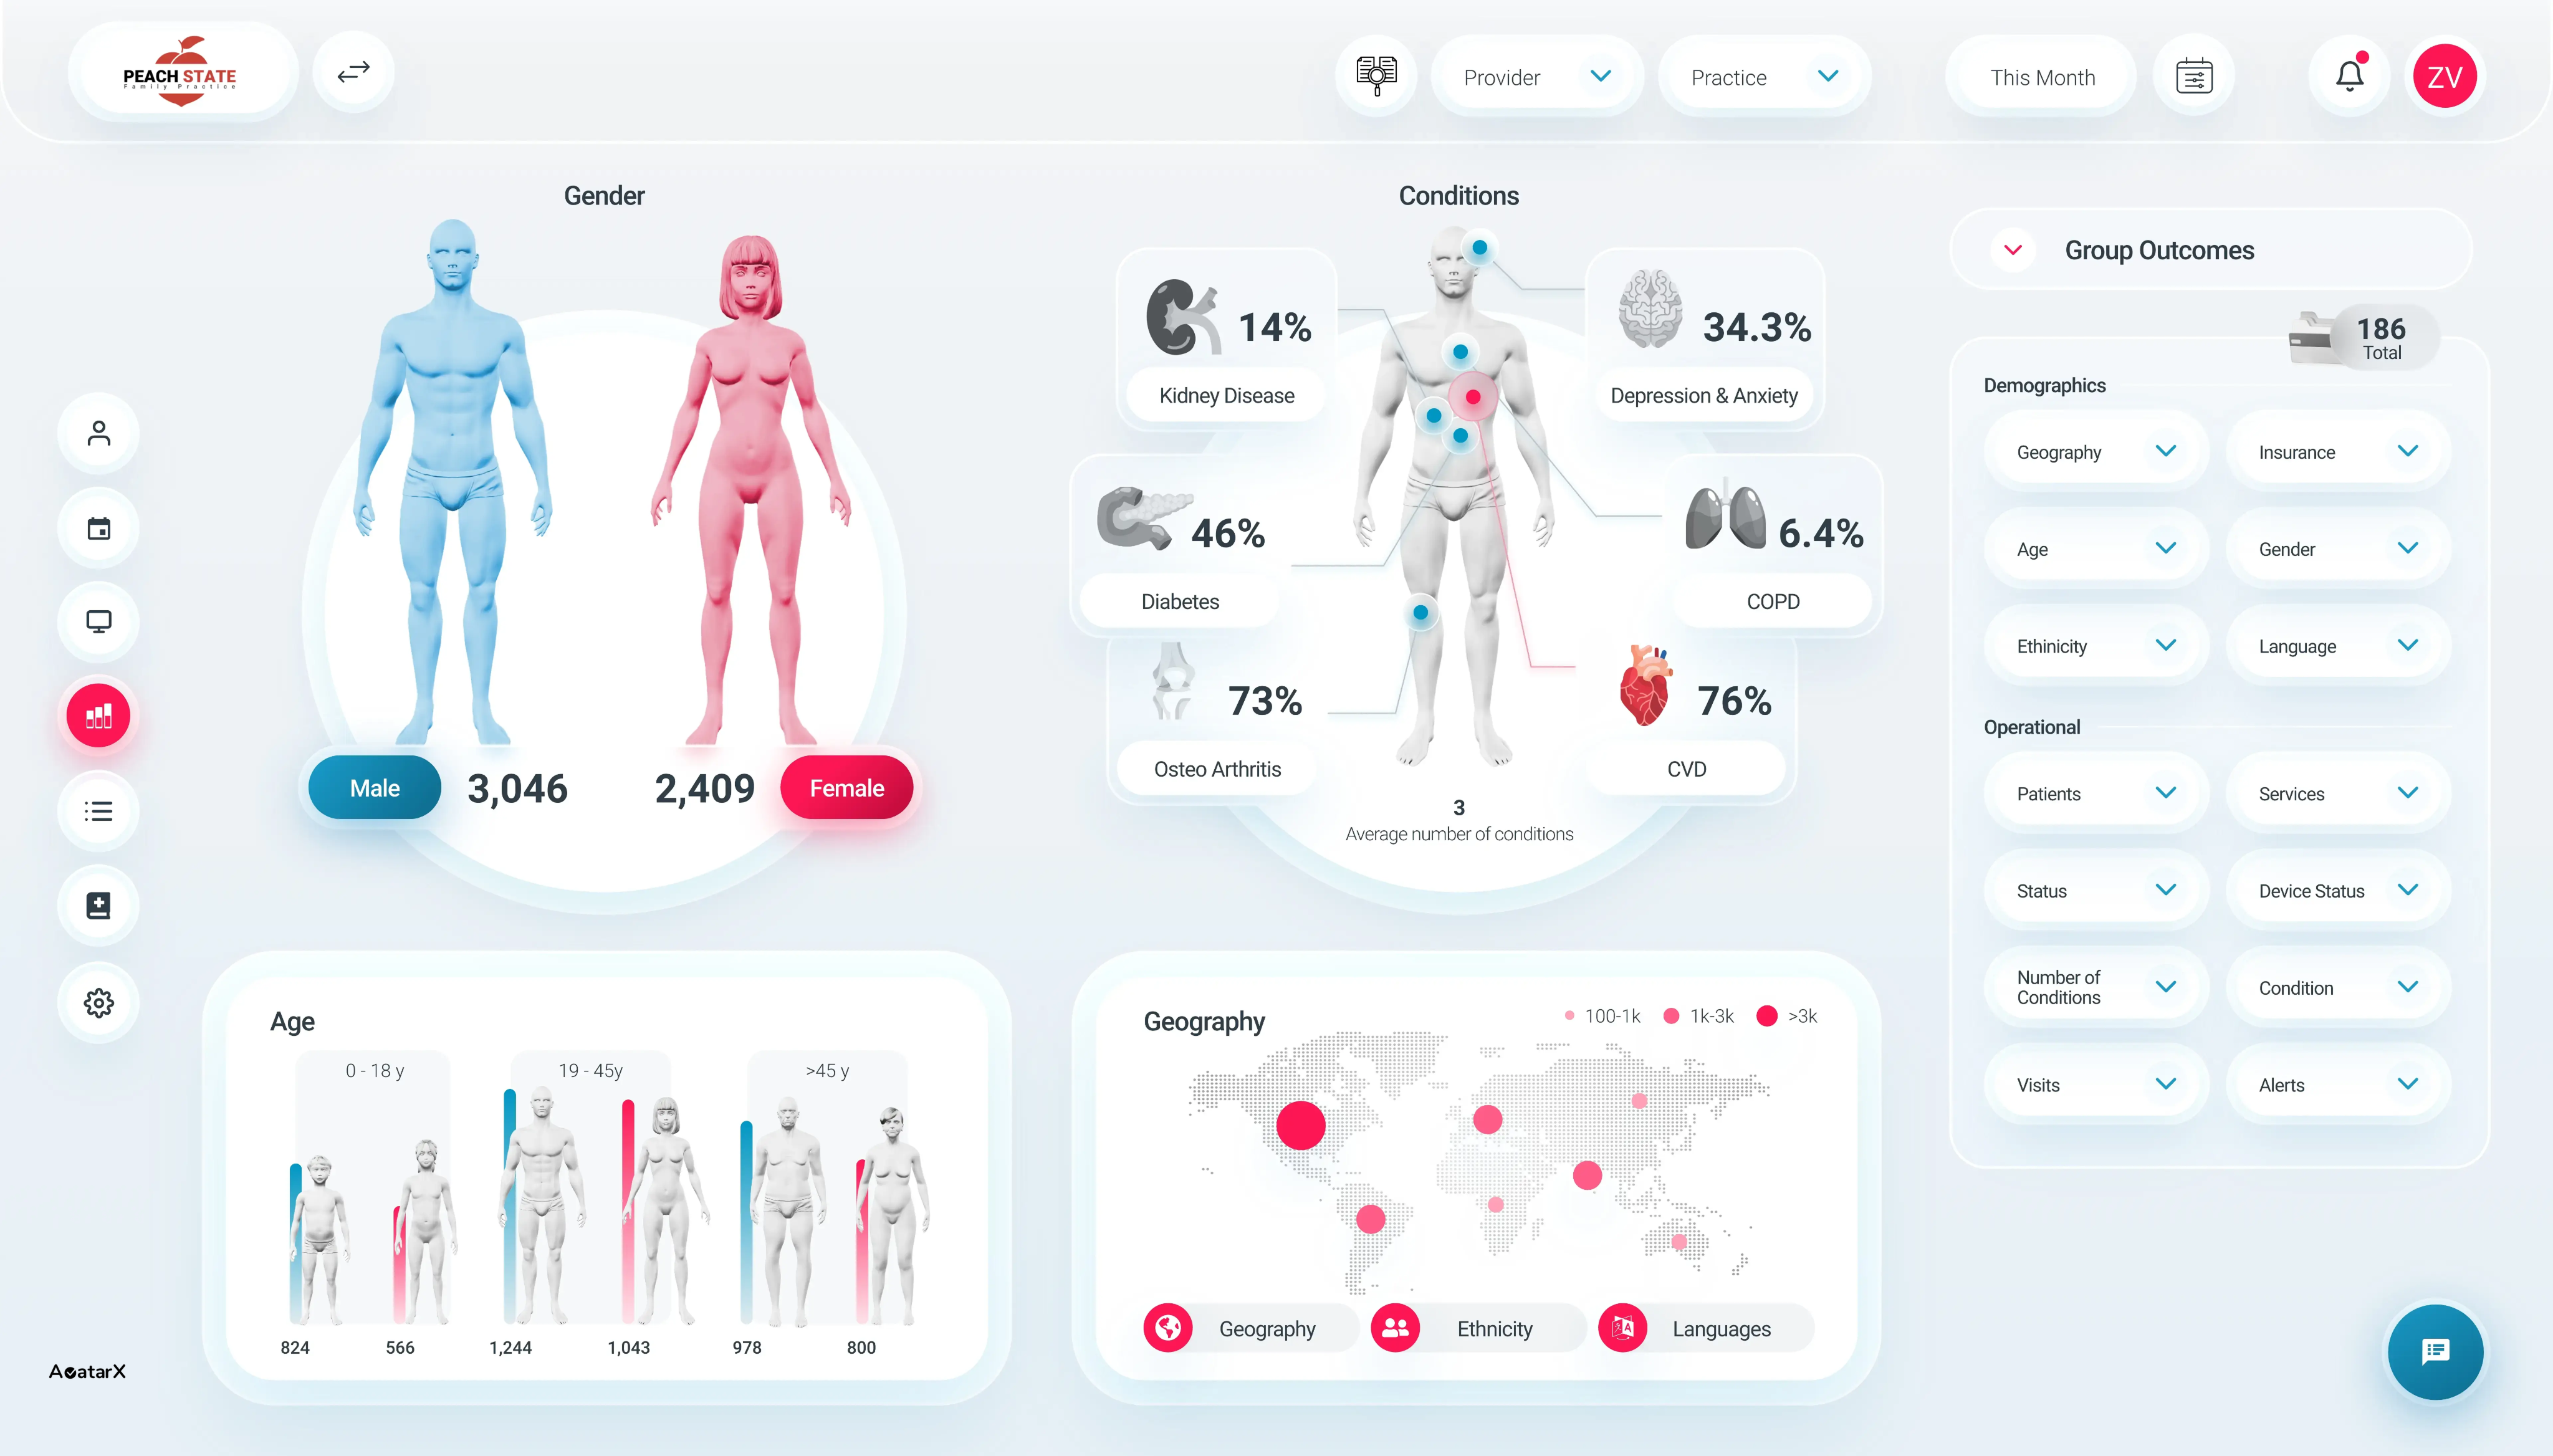 PEACH STATE
Family Practice
Provider
Practice
This Month
ZV
Gender
Male
3,046
2,409
Female
Conditions
14%
Kidney Disease
34.3%
Depression & Anxiety
46%
Diabetes
6.4%
COPD
73%
Osteo Arthritis
76%
CVD
3
Average number of conditions
Group Outcomes
186
Total
Demographics
Geography
Insurance
Age
Gender
Ethinicity
Language
Operational
Patients
Services
Status
Device Status
Number of
Conditions
Condition
Visits
Alerts
Age
0 - 18 y
19 - 45y
>45 y
824
566
1,244
1,043
978
800
Geography
100-1k
1k-3k
>3k
Geography
Ethnicity
Languages
AvatarX